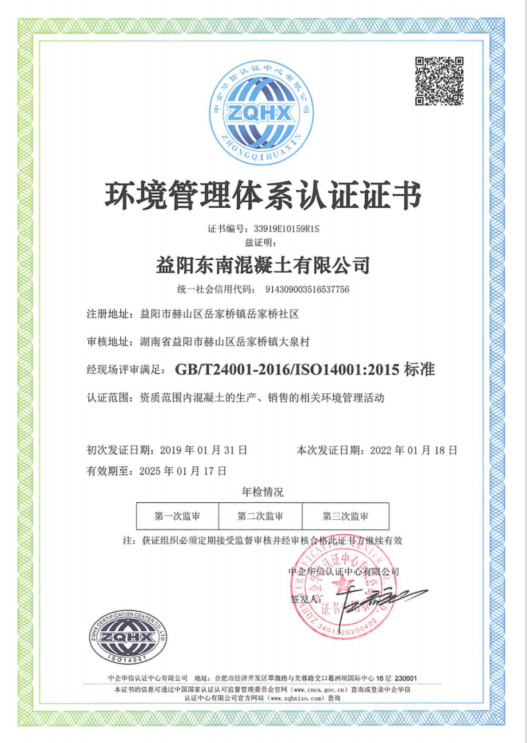 中企华信认证中心有限公司
ZQHX
ZHONGQIHUAXIN
环境管理体系认证证书
证书编号：33919E10159R1S
兹证明：
益阳东南混凝土有限公司
统一社会信用代码：914309003516537756
注册地址：益阳市赫山区岳家桥镇岳家桥社区
审核地址：湖南省益阳市赫山区岳家桥镇大泉村
经现场评审满足：GB/T24001-2016/ISO14001:2015 标准
认证范围：资质范围内混凝土的生产、销售的相关环境管理活动
初次发证日期：2019 年 01 月 31 日 本次发证日期：2022 年 01 月 18 日
有效期至：2025 年 01 月 17 日
年检情况
第一次监审 第二次监审 第三次监审
注：获证组织必须定期接受监督审核并经审核合格此证书方继续有效
中企华信认证中心有限公司
签发人：
ZQHX
ISO14001
中企华信认证中心有限公司 地址：合肥市经济开发区翠微路与芙蓉路交口葛洲坝国际中心 16 层 230601
本证书的信息可通过中国国家认证认可监督管理委员会官网（www.cnca.gov.cn）查询或登录中企华信
认证中心有限公司官方网站（www.zqhxiso.com）查询